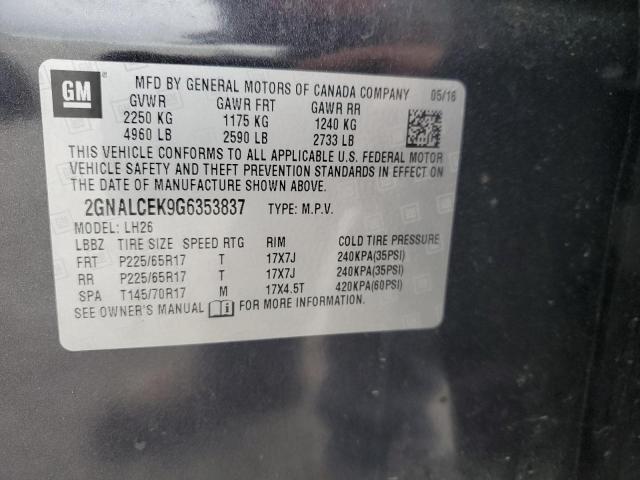 GM
MFD BY GENERAL MOTORS OF CANADA COMPANY 05/16
GVWR GAWR FRT GAWR RR
2250 KG 1175 KG 1240 KG
4960 LB 2590 LB 2733 LB
THIS VEHICLE CONFORMS TO ALL APPLICABLE U.S. FEDERAL MOTOR
VEHICLE SAFETY AND THEFT PREVENTION STANDARDS IN EFFECT ON
THE DATE OF MANUFACTURE SHOWN ABOVE.
2GNALCEK9G6353837 TYPE: M.P.V.
MODEL: LH26
LBBZ TIRE SIZE SPEED RTG RIM COLD TIRE PRESSURE
FRT P225/65R17 T 17X7J 240KPA(35PSI)
RR P225/65R17 T 17X7J 240KPA(35PSI)
SPA T145/70R17 M 17X4.5T 420KPA(60PSI)
SEE OWNER'S MANUAL FOR MORE INFORMATION.